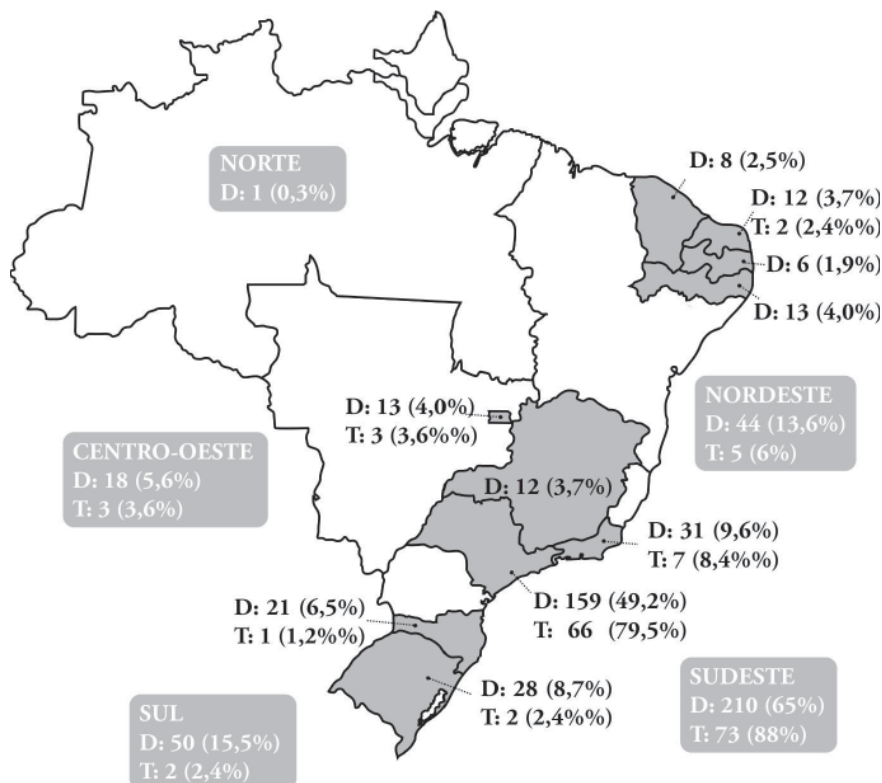 NORTE
D: 1 (0,3%)
D: 8 (2,5%)
D: 12 (3,7%)
T: 2 (2,4%%)
D: 6 (1,9%)
D: 13 (4,0%)
NORDESTE
D: 44 (13,6%)
T: 5 (6%)
D: 13 (4,0%)
T: 3 (3,6%%)
CENTRO-OESTE
D: 18 (5,6%)
T: 3 (3,6%)
D: 12 (3,7%)
D: 31 (9,6%)
T: 7 (8,4%%)
D: 159 (49,2%)
T: 66 (79,5%)
D: 21 (6,5%)
T: 1 (1,2%%)
D: 28 (8,7%)
T: 2 (2,4%%)
SUDESTE
D: 210 (65%)
T: 73 (88%)
SUL
D: 50 (15,5%)
T: 2 (2,4%)